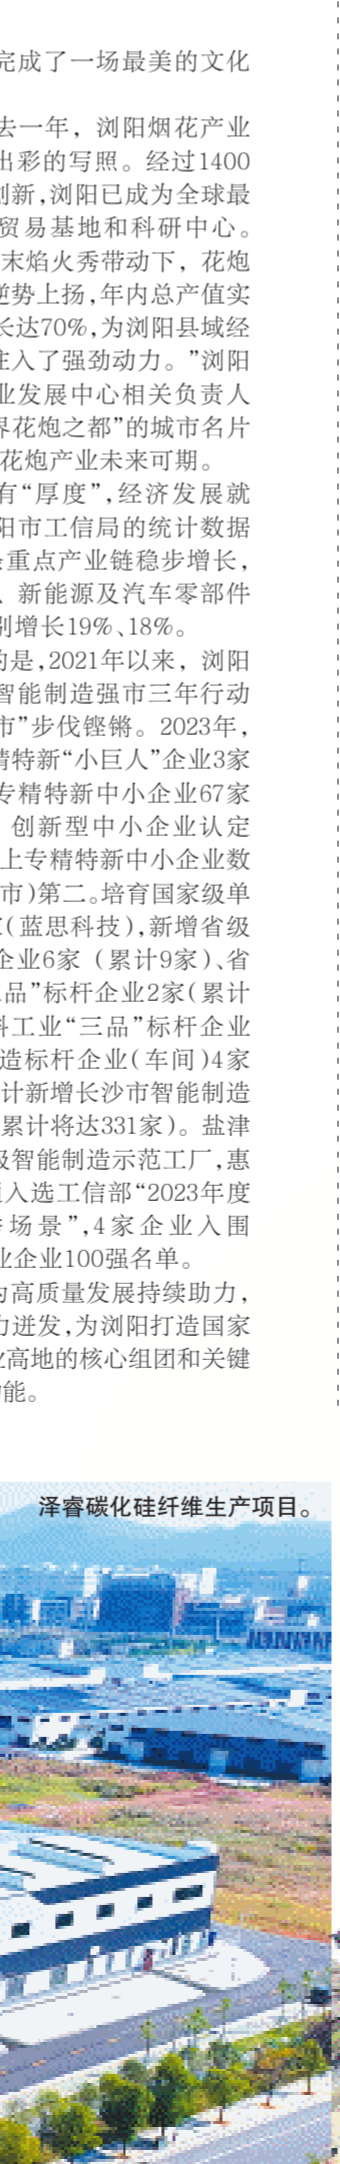 完成了一场最美的文化
去一年，浏阳烟花产业
出彩的写照。经过1400
创新,浏阳已成为全球最
贸易基地和科研中心。
末焰火秀带动下，花炮
逆势上扬,年内总产值实
长达70%,为浏阳县域经
注入了强劲动力。”浏阳
业发展中心相关负责人
界花炮之都”的城市名片
花炮产业未来可期。
有“厚度”,经济发展就
阳市工信局的统计数据
重点产业链稳步增长,
、新能源及汽车零部件
别增长19%、18%。
的是,2021年以来，浏阳
智能制造强市三年行动
市”步伐铿锵。2023年,
精特新“小巨人”企业3家
专精特新中小企业67家
创新型中小企业认定
上专精特新中小企业数
市)第二。培育国家级单
(蓝思科技),新增省级
企业6家（累计9家)、省
品”标杆企业2家(累计
料工业“三品”标杆企业
造标杆企业(车间)4家
计新增长沙市智能制造
累计将达331家)。盐津
级智能制造示范工厂,惠
入选工信部“2023年度
场景”,4家企业入围
业企业100强名单。
为高质量发展持续助力,
力迸发,为浏阳打造国家
业高地的核心组团和关键
功能。
泽睿碳化硅纤维生产项目。